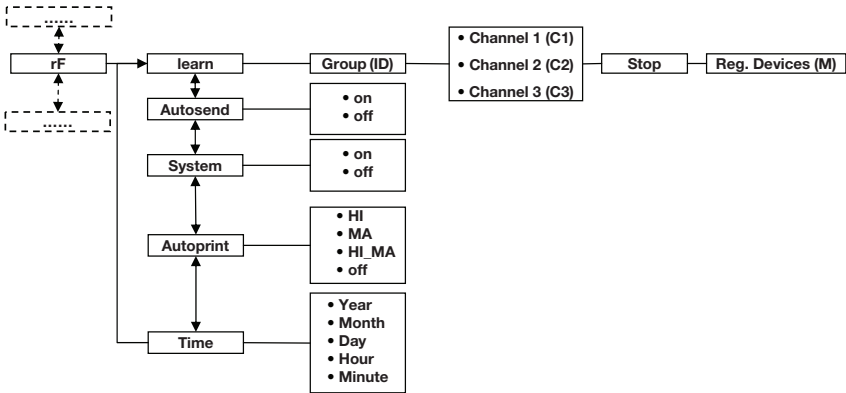 ......
rF
......
learn
Group (ID)
• Channel 1 (C1)
• Channel 2 (C2)
• Channel 3 (C3)
Stop
Reg. Devices (M)
Autosend
• on
• off
System
• on
• off
Autoprint
• HI
• MA
• HI_MA
• off
Time
• Year
• Month
• Day
• Hour
• Minute